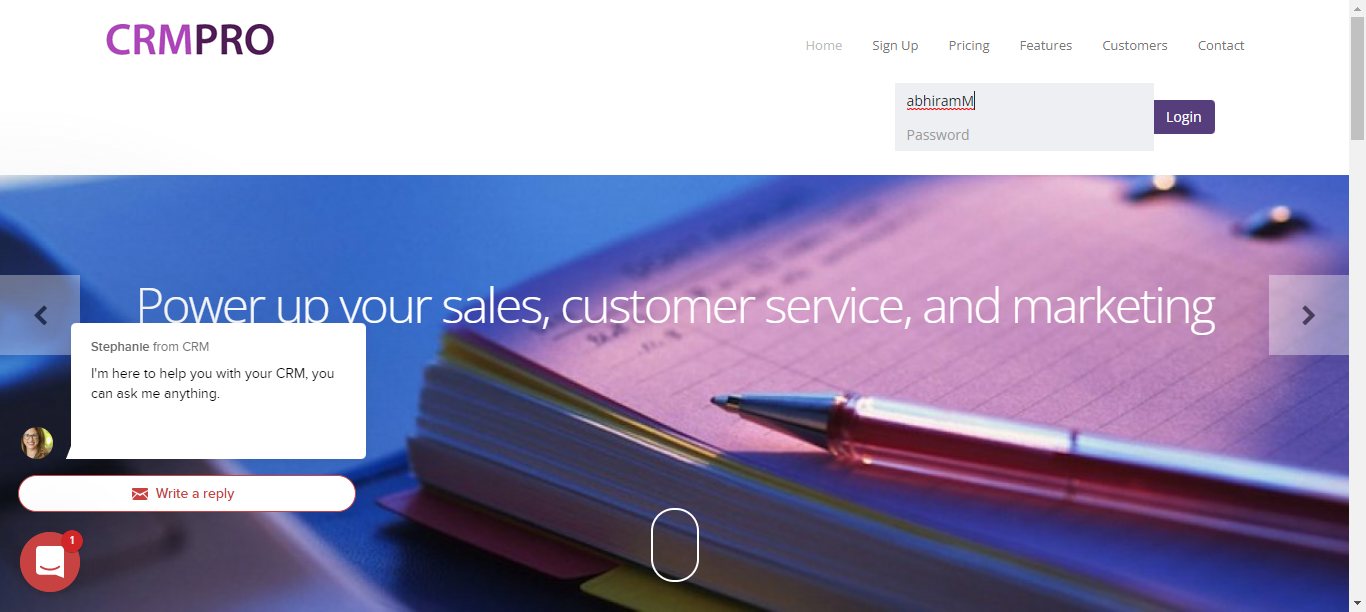 CRMPRO
Home Sign Up Pricing Features Customers Contact
abhiramM
Password
Login
Power up your sales, customer service, and marketing
Stephanie from CRM
I'm here to help you with your CRM, you
can ask me anything.
Write a reply
1